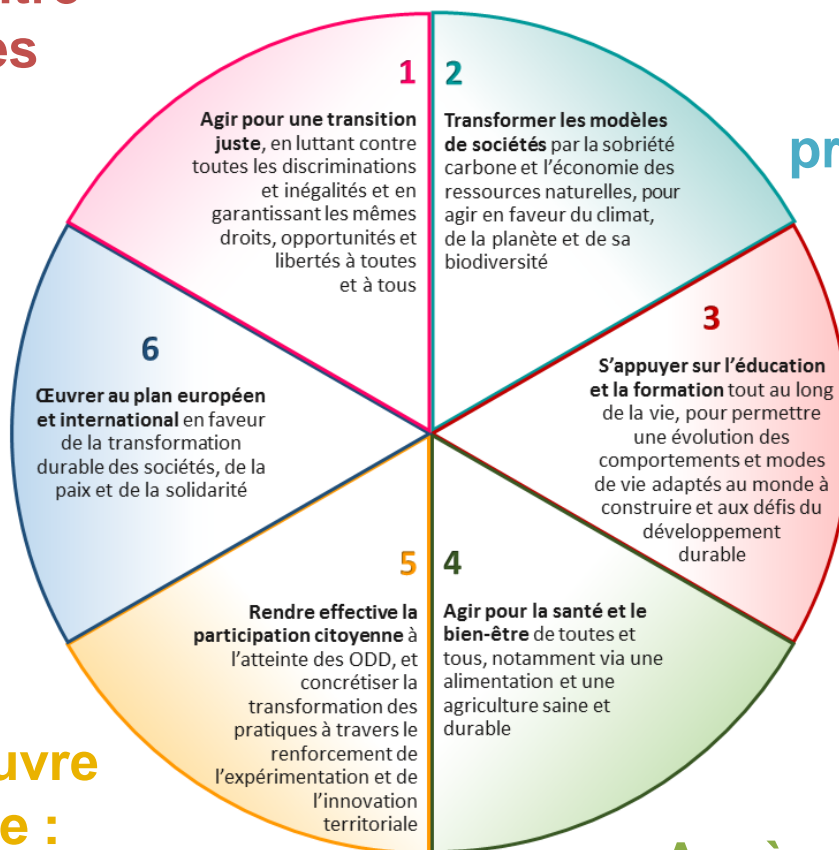 es
1
Agir pour une transition
juste, en luttant contre
toutes les discriminations
et inégalités et en
garantissant les mêmes
droits, opportunités et
libertés à toutes
et à tous
2
Transformer les modèles
de sociétés par la sobriété
carbone et l'économie des
ressources naturelles, pour
agir en faveur du climat,
de la planète et de sa
biodiversité
pr
3
S'appuyer sur l'éducation
et la formation tout au long
de la vie, pour permettre
une évolution des
comportements et modes
de vie adaptés au monde à
construire et aux défis du
développement
durable
6
Œuvrer au plan européen
et international en faveur
de la transformation
durable des sociétés, de la
paix et de la solidarité
5
Rendre effective la
participation citoyenne à
l'atteinte des ODD, et
concrétiser la
transformation des
pratiques à travers le
renforcement de
l'expérimentation et de
l'innovation
territoriale
4
Agir pour la santé et le
bien-être de toutes et
tous, notamment via une
alimentation et une
agriculture saine et
durable
uvre
e :